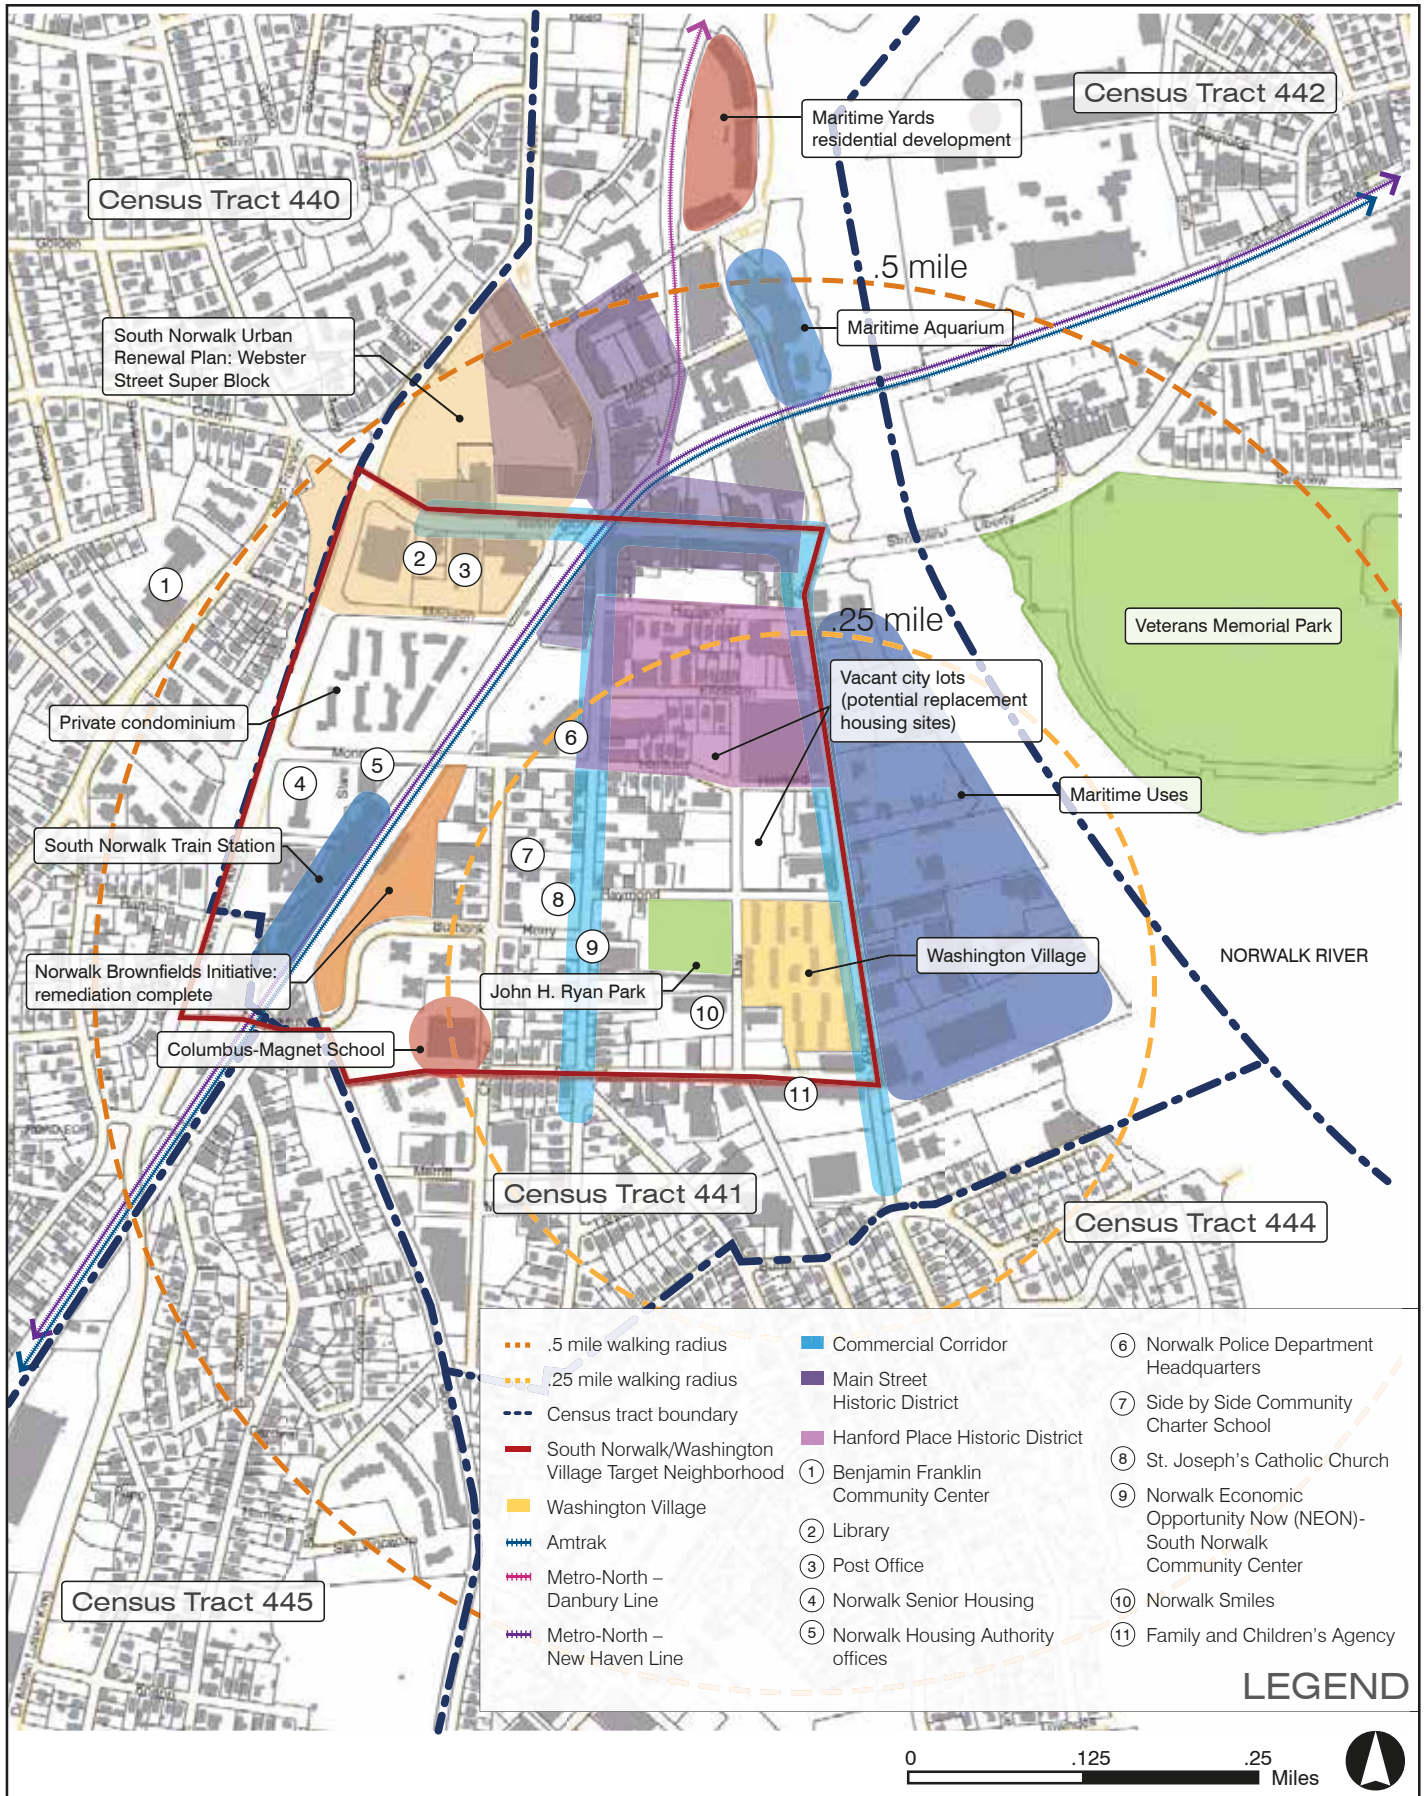 Census Tract 442
Maritime Yards
residential development
Census Tract 440
.5 mile
Maritime Aquarium
South Norwalk Urban
Renewal Plan: Webster
Street Super Block
Golden
Washington
Liberty
2
3
1
Veterans Memorial Park
.25 mile
Vacant city lots
(potential replacement
housing sites)
Private condominium
6
5
4
Maritime Uses
South Norwalk Train Station
7
8
Haymond
Henry
9
Washington Village
NORWALK RIVER
Norwalk Brownfields Initiative:
remediation complete
John H. Ryan Park
10
Columbus-Magnet School
11
Merritt
Census Tract 441
Census Tract 444
Census Tract 445
.5 mile walking radius
.25 mile walking radius
Census tract boundary
South Norwalk/Washington
Village Target Neighborhood
Washington Village
Amtrak
Metro-North –
Danbury Line
Metro-North –
New Haven Line
Commercial Corridor
Main Street
Historic District
Hanford Place Historic District
1 Benjamin Franklin
Community Center
2 Library
3 Post Office
4 Norwalk Senior Housing
5 Norwalk Housing Authority
offices
6 Norwalk Police Department
Headquarters
7 Side by Side Community
Charter School
8 St. Joseph's Catholic Church
9 Norwalk Economic
Opportunity Now (NEON)-
South Norwalk
Community Center
10 Norwalk Smiles
11 Family and Children's Agency
LEGEND
0 .125 .25
Miles